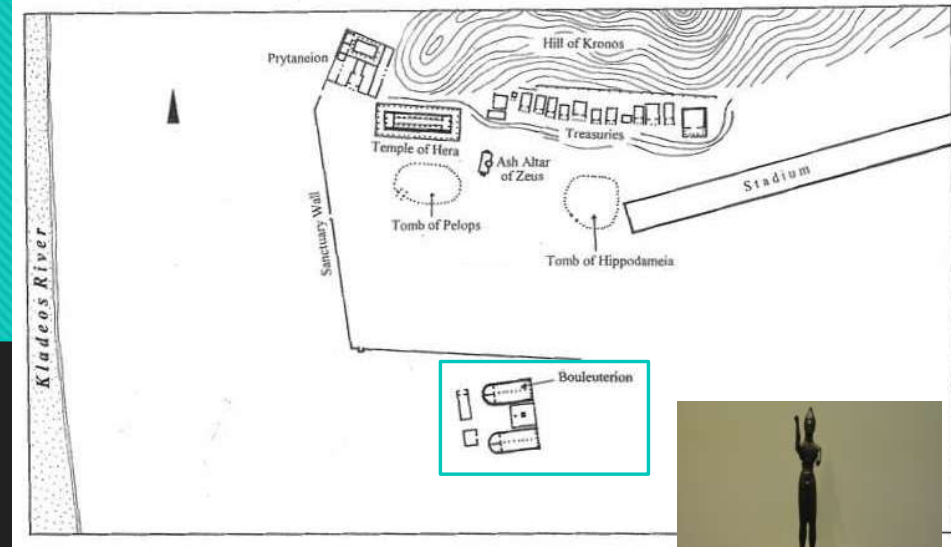 Hill of Kronos
Prytaneion
Treasuries
Temple of Hera
Ash Altar
of Zeus
Stadium
Tomb of Pelops
Tomb of Hippodameia
Sanctuary Wall
Kladeos River
Bouleuterion